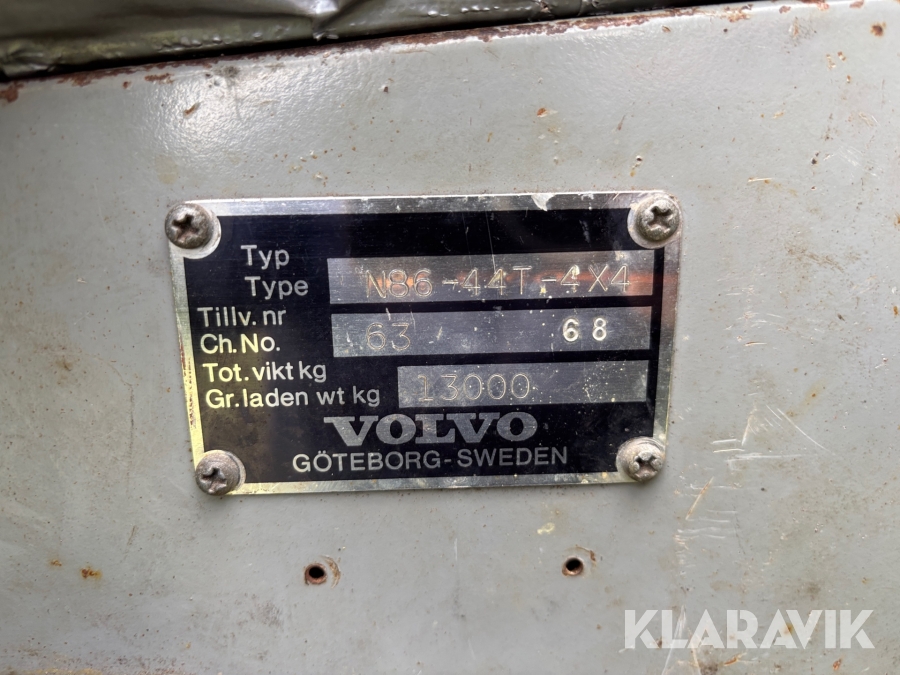 Typ
Type N86-44T-4X4
Tillv. nr
Ch. No. 63 68
Tot. vikt kg
Gr. laden wt kg 13000
VOLVO
GÖTEBORG-SWEDEN
KLARAVIK